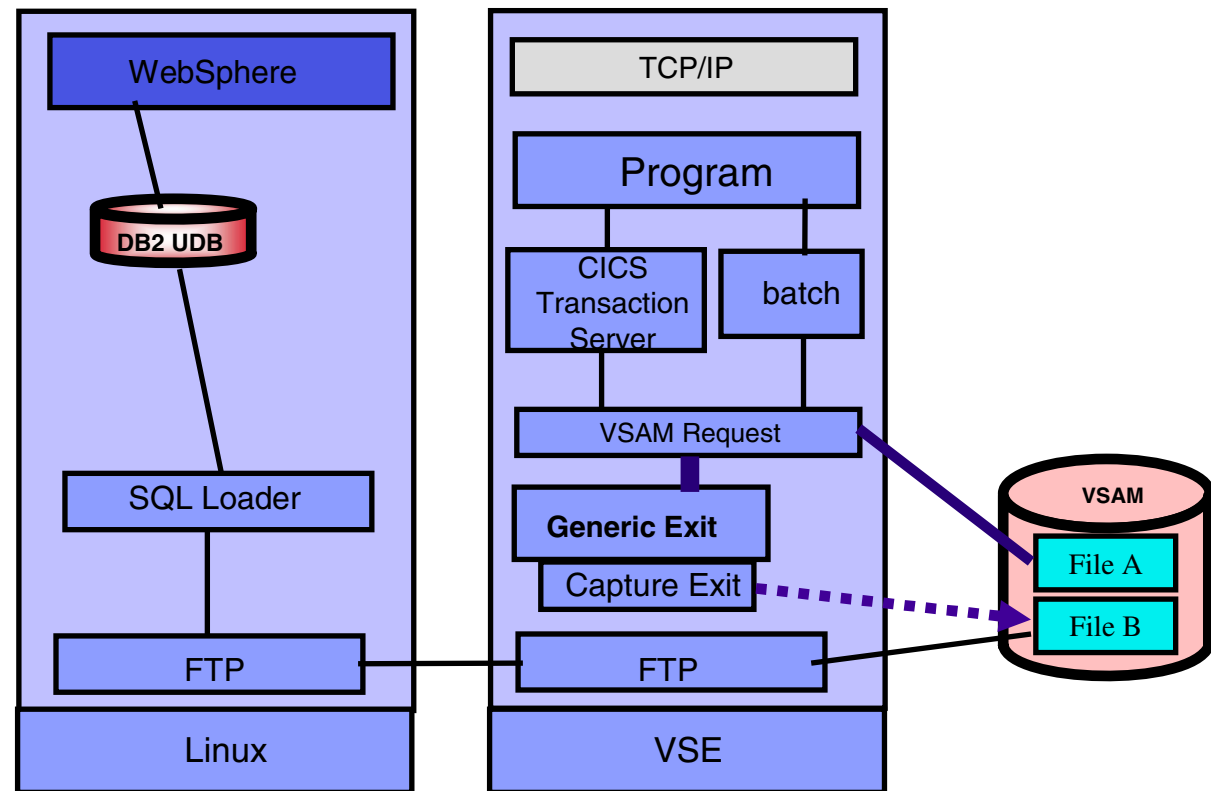 WebSphere
DB2 UDB
SQL Loader
FTP
Linux
TCP/IP
Program
CICS
Transaction
Server
batch
VSAM Request
Generic Exit
Capture Exit
FTP
VSE
VSAM
File A
File B